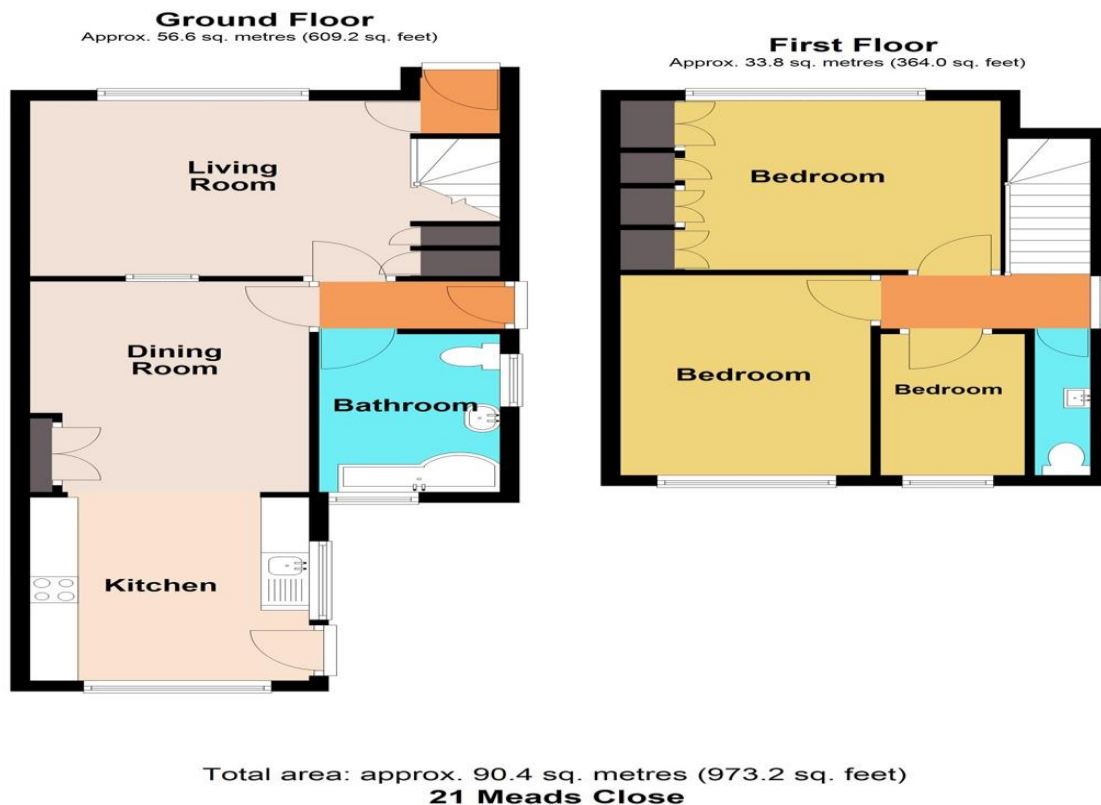 Ground Floor
Approx. 56.6 sq. metres (609.2 sq. feet)
Living
Room
Dining
Room
Bathroom
Kitchen
First Floor
Approx. 33.8 sq. metres (364.0 sq. feet)
Bedroom
Bedroom
Bedroom
Total area: approx. 90.4 sq. metres (973.2 sq. feet)
21 Meads Close